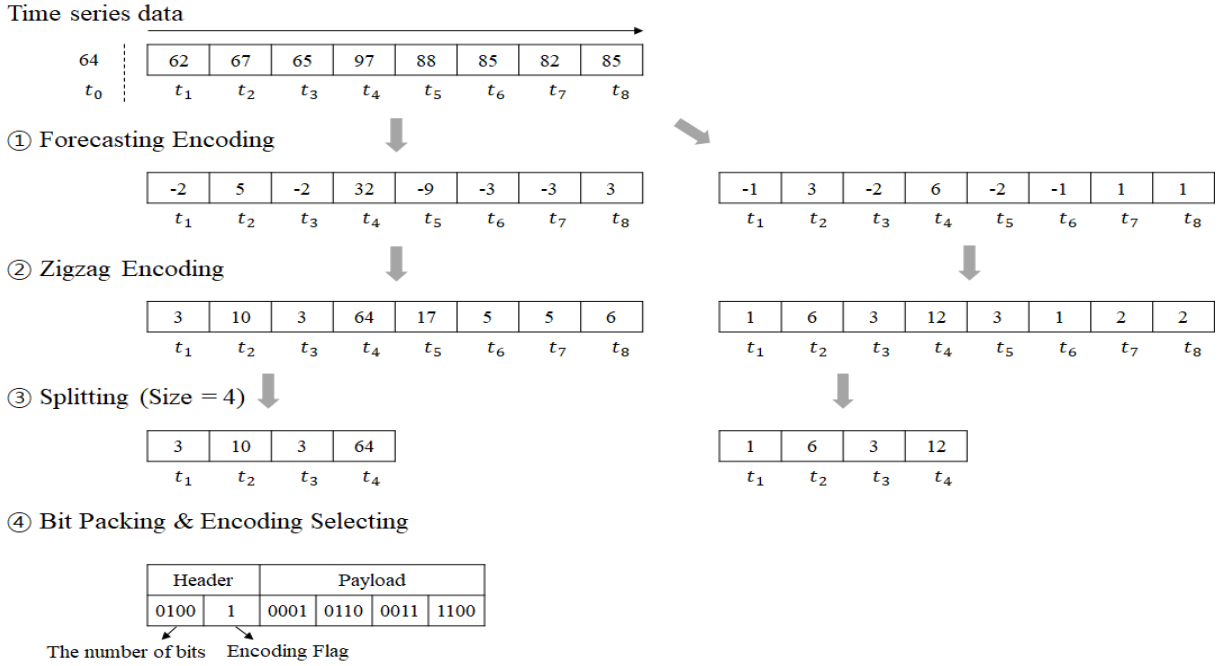 Time series data
64 62 67 65 97 88 85 82 85
t₀ t₁ t₂ t₃ t₄ t₅ t₆ t₇ t₈
① Forecasting Encoding
-2 5 -2 32 -9 -3 -3 3 -1 3 -2 6 -2 -1 1 1
t₁ t₂ t₃ t₄ t₅ t₆ t₇ t₈ t₁ t₂ t₃ t₄ t₅ t₆ t₇ t₈
② Zigzag Encoding
3 10 3 64 17 5 5 6 1 6 3 12 3 1 2 2
t₁ t₂ t₃ t₄ t₅ t₆ t₇ t₈ t₁ t₂ t₃ t₄ t₅ t₆ t₇ t₈
③ Splitting (Size = 4)
3 10 3 64 1 6 3 12
t₁ t₂ t₃ t₄ t₁ t₂ t₃ t₄
④ Bit Packing & Encoding Selecting
Header Payload
0100 1 0001 0110 0011 1100
The number of bits Encoding Flag